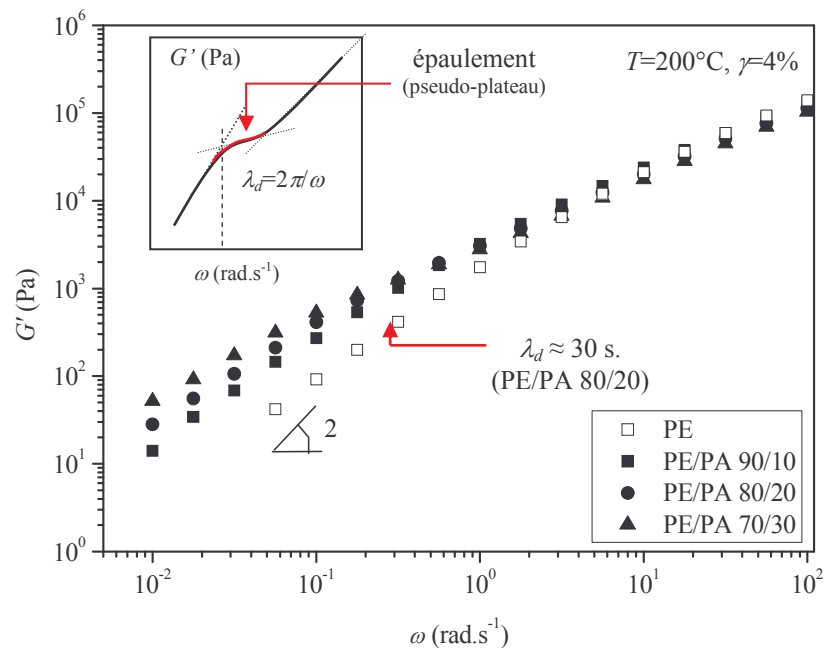 10⁶
10⁵
10⁴
10³
10²
10¹
10⁰
G' (Pa)
G' (Pa)
épaulement
(pseudo-plateau)
λd=2π/ω
ω (rad.s⁻¹)
T=200°C, γ=4%
λd ≈ 30 s.
(PE/PA 80/20)
2
PE
PE/PA 90/10
PE/PA 80/20
PE/PA 70/30
10⁻² 10⁻¹ 10⁰ 10¹ 10²
ω (rad.s⁻¹)